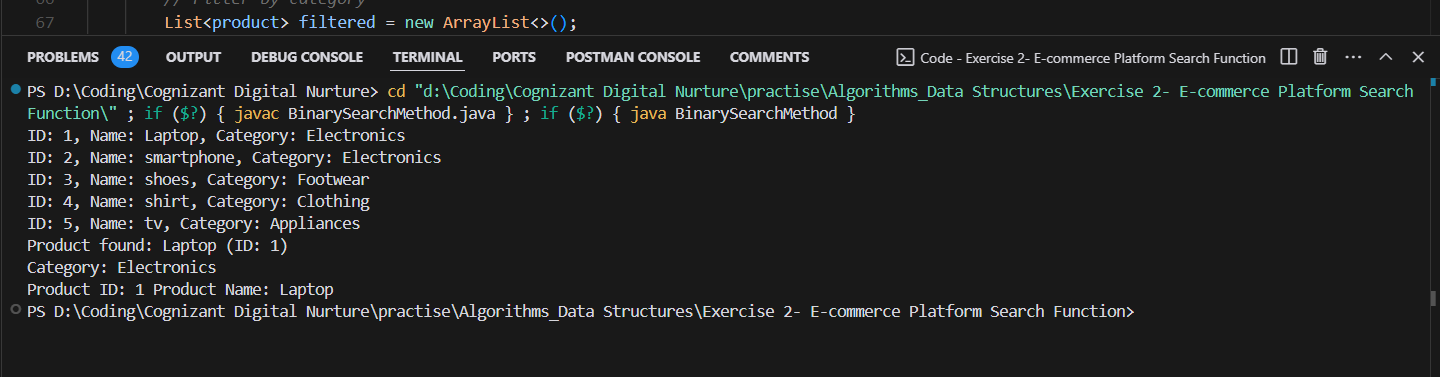 66 // Filter by category
67 List<product> filtered = new ArrayList<>();
PROBLEMS 42 OUTPUT DEBUG CONSOLE TERMINAL PORTS POSTMAN CONSOLE COMMENTS Code - Exercise 2- E-commerce Platform Search Function
PS D:\Coding\Cognizant Digital Nurture> cd "d:\Coding\Cognizant Digital Nurture\practise\Algorithms_Data Structures\Exercise 2- E-commerce Platform Search
Function\" ; if ($?) { javac BinarySearchMethod.java } ; if ($?) { java BinarySearchMethod }
ID: 1, Name: Laptop, Category: Electronics
ID: 2, Name: smartphone, Category: Electronics
ID: 3, Name: shoes, Category: Footwear
ID: 4, Name: shirt, Category: Clothing
ID: 5, Name: tv, Category: Appliances
Product found: Laptop (ID: 1)
Category: Electronics
Product ID: 1 Product Name: Laptop
PS D:\Coding\Cognizant Digital Nurture\practise\Algorithms_Data Structures\Exercise 2- E-commerce Platform Search Function>